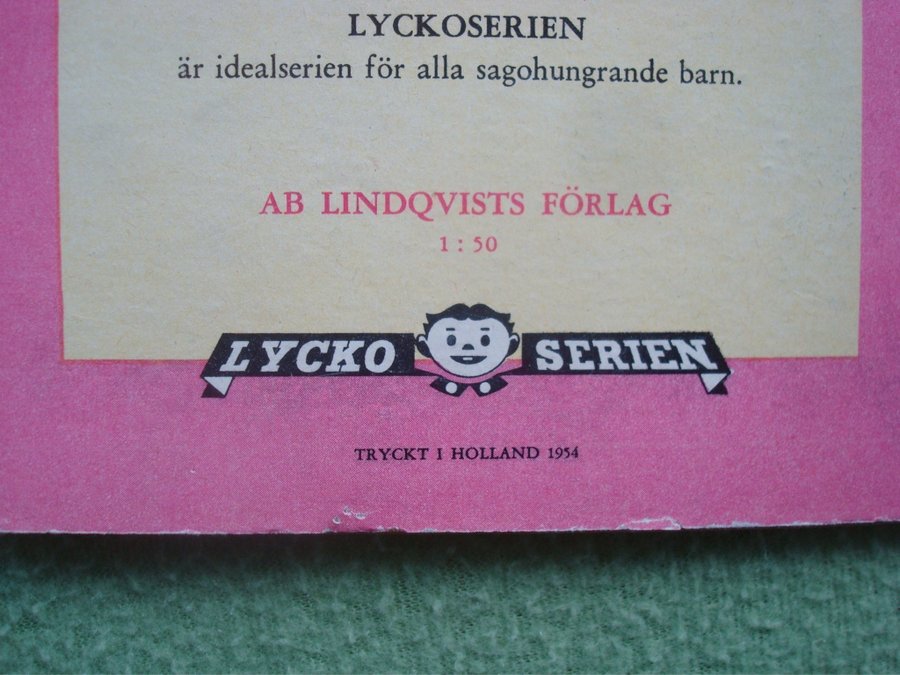 LYCKOSERIEN
är idealserien för alla sagohungrande barn.
AB LINDQVISTS FÖRLAG
1 : 50
LYCKO SERIEN
TRYCKT I HOLLAND 1954